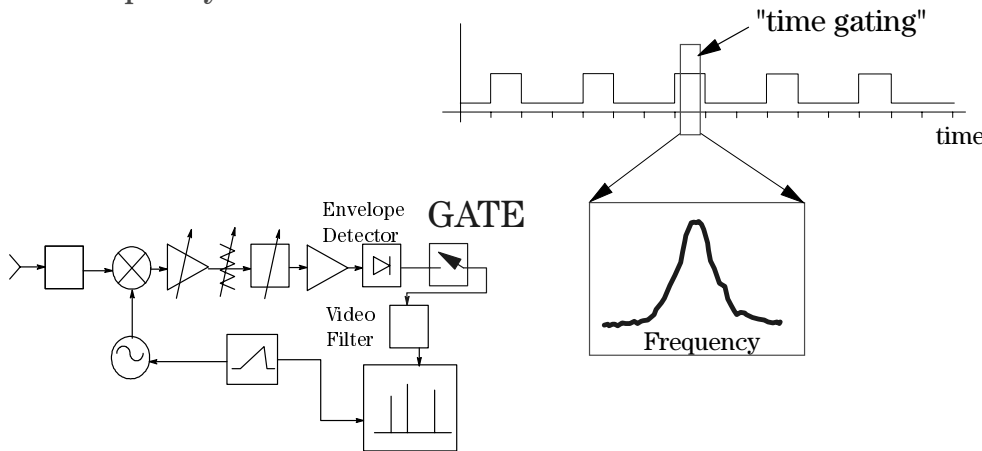 "time gating"
time
Envelope
Detector
GATE
Video
Filter
Frequency